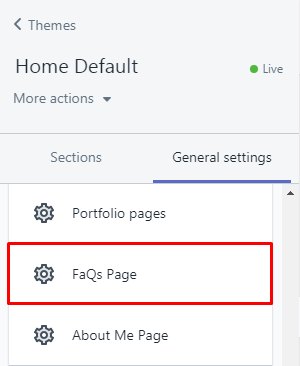 Themes
Home Default
Live
More actions
Sections General settings
Portfolio pages
FaQs Page
About Me Page